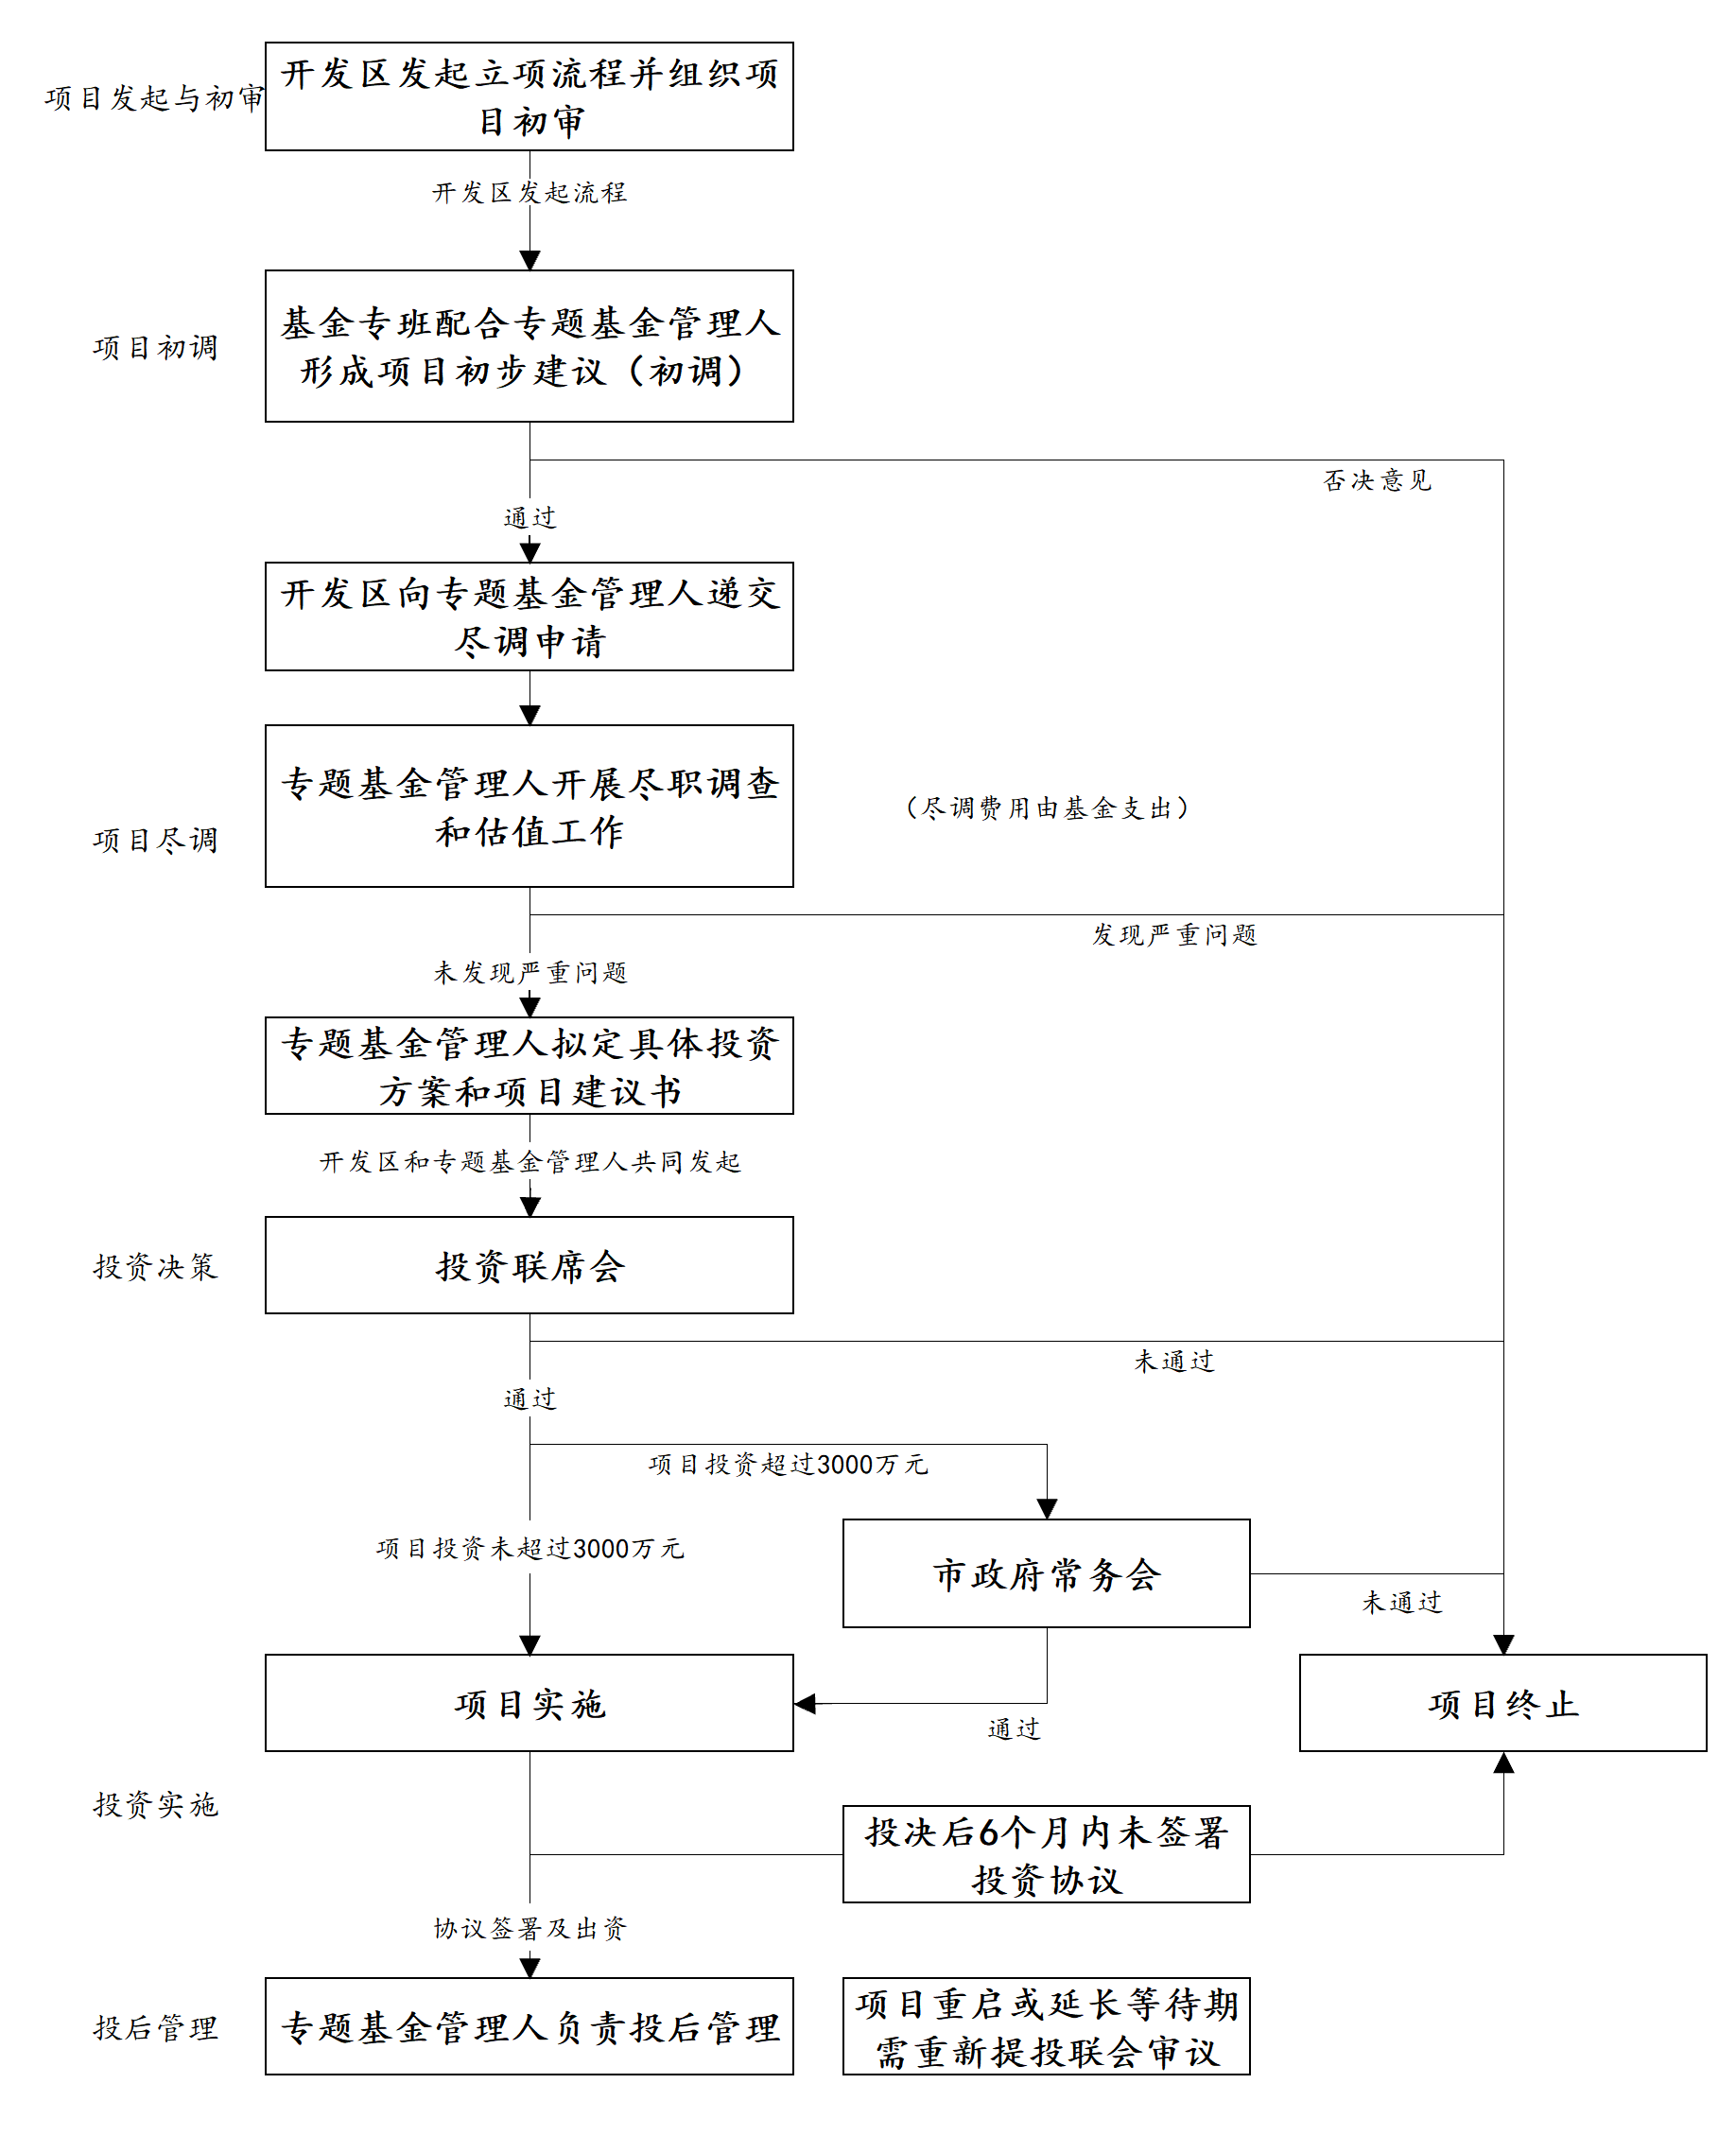 项目发起与初审
开发区发起立项流程并组织项
目初审
开发区发起流程
项目初调
基金专班配合专题基金管理人
形成项目初步建议（初调）
否决意见
通过
开发区向专题基金管理人递交
尽调申请
项目尽调
专题基金管理人开展尽职调查
和估值工作
（尽调费用由基金支出）
发现严重问题
未发现严重问题
专题基金管理人拟定具体投资
方案和项目建议书
开发区和专题基金管理人共同发起
投资决策
投资联席会
未通过
通过
项目投资超过3000万元
项目投资未超过3000万元
市政府常务会
未通过
项目实施
通过
项目终止
投资实施
投决后6个月内未签署
投资协议
协议签署及出资
投后管理
专题基金管理人负责投后管理
项目重启或延长等待期
需重新提投联会审议